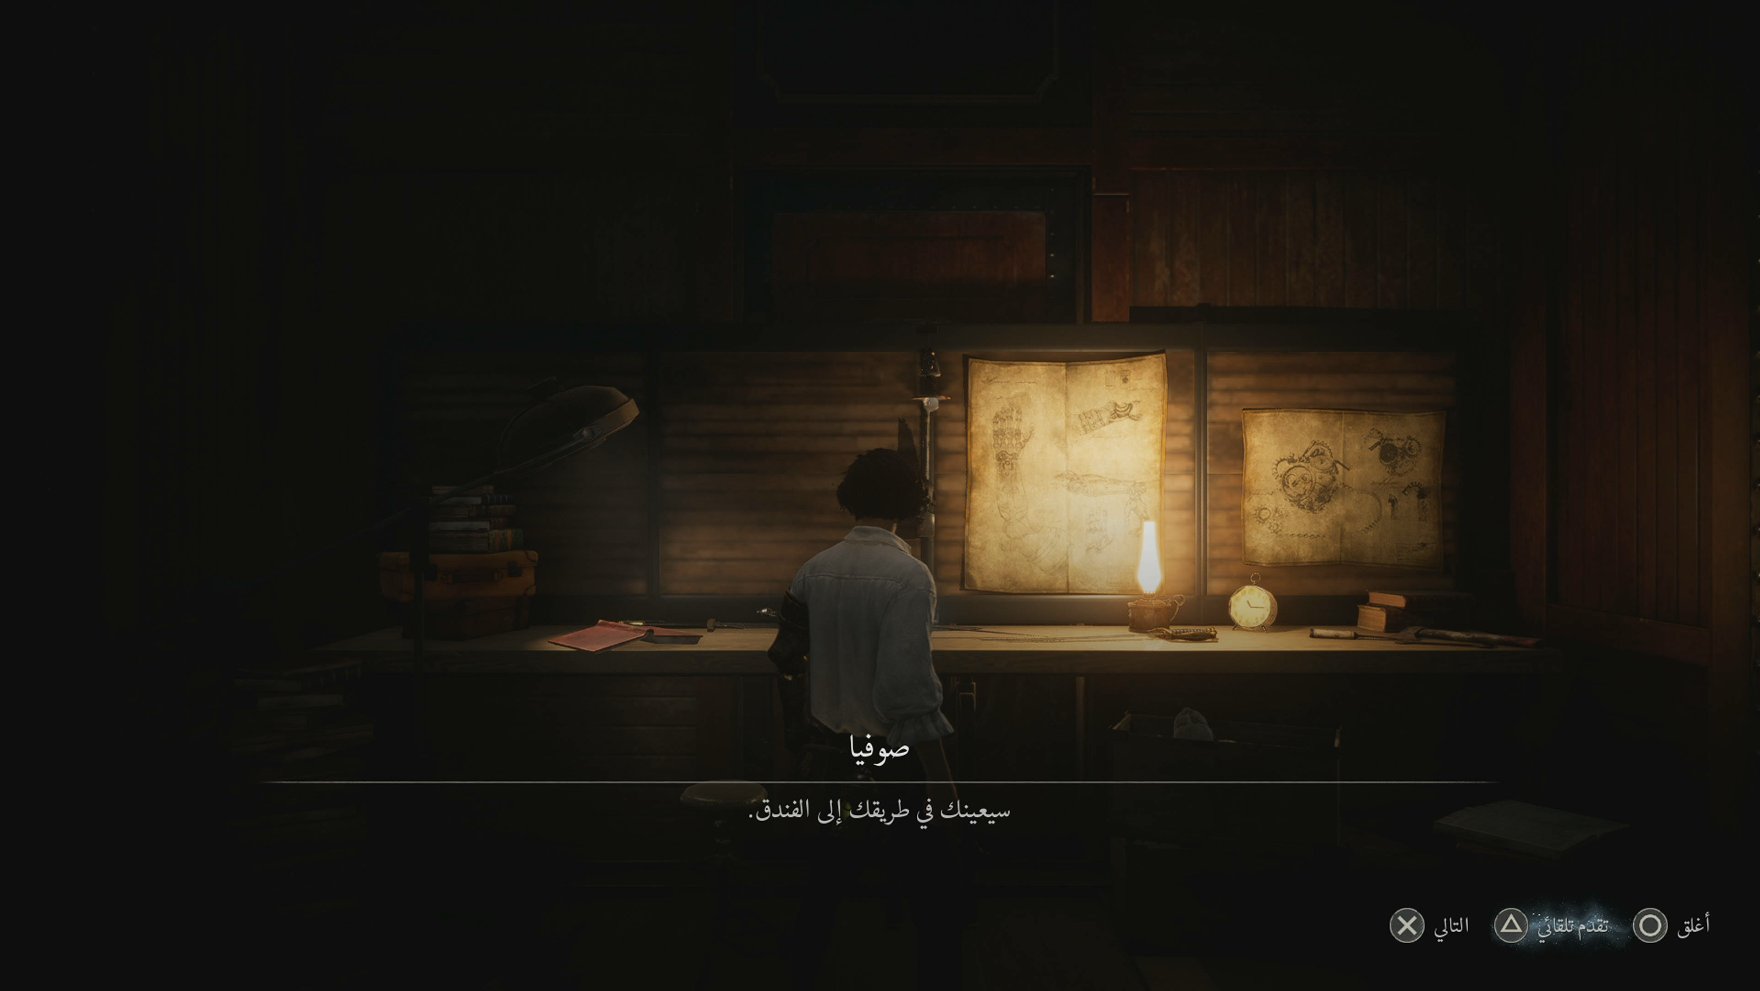 صوفيا
سيعينك في طريقك إلى الفندق.
أغلق
تقدم تلقائي
التالي